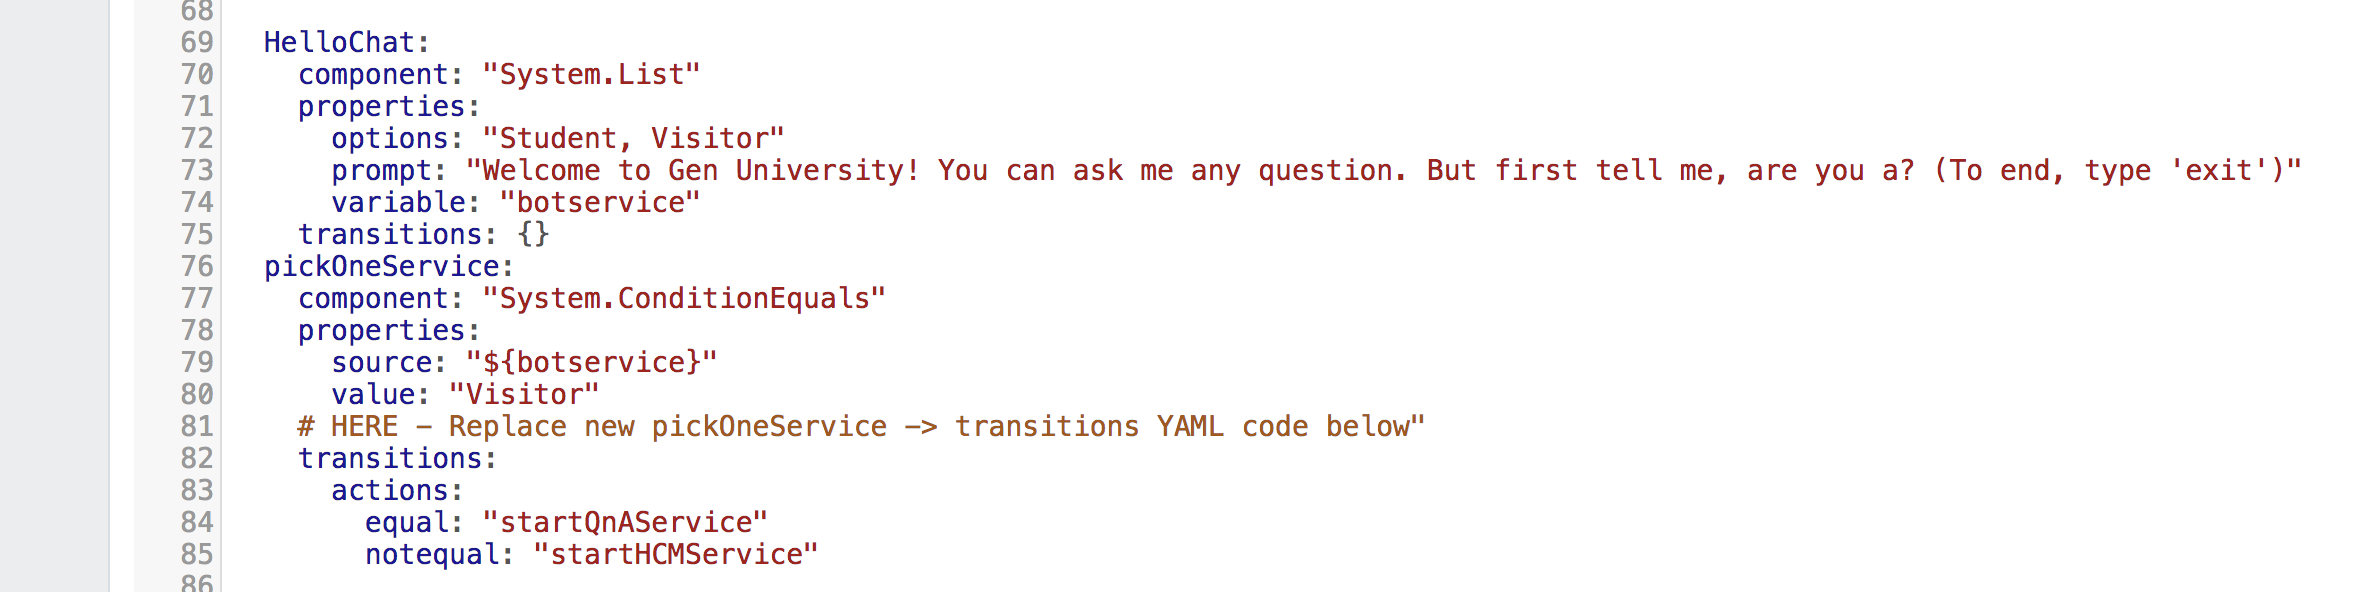 68
69 HelloChat:
70 component: "System.List"
71 properties:
72 options: "Student, Visitor"
73 prompt: "Welcome to Gen University! You can ask me any question. But first tell me, are you a? (To end, type 'exit')"
74 variable: "botservice"
75 transitions: {}
76 pickOneService:
77 component: "System.ConditionEquals"
78 properties:
79 source: "${botservice}"
80 value: "Visitor"
81 # HERE – Replace new pickOneService –> transitions YAML code below"
82 transitions:
83 actions:
84 equal: "startQnAService"
85 notequal: "startHCMService"
86